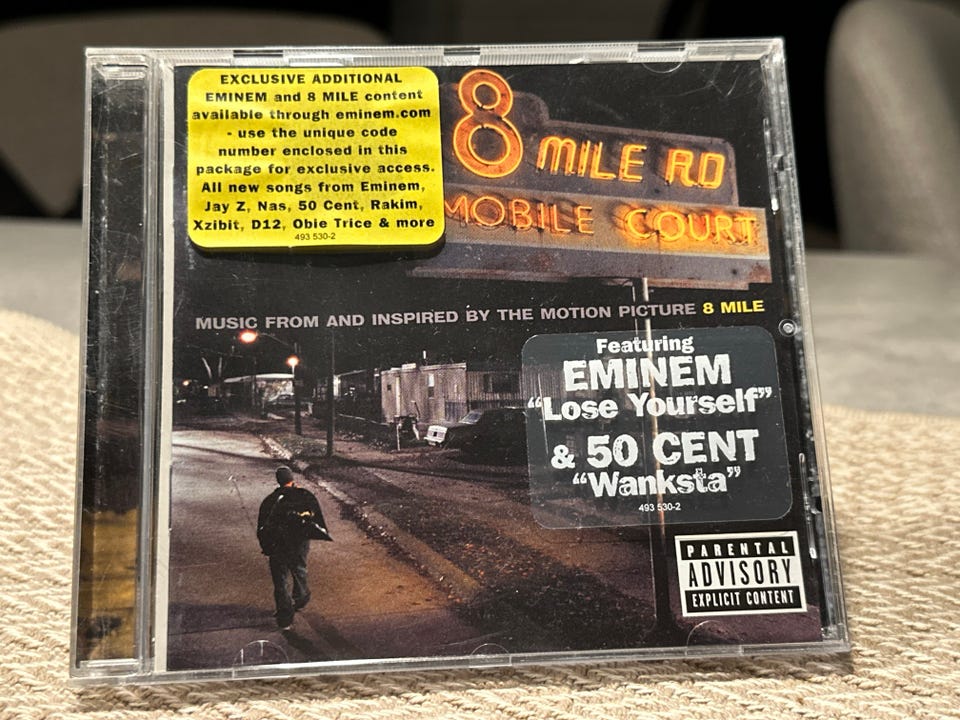 EXCLUSIVE ADDITIONAL
EMINEM and 8 MILE content
available through eminem.com
- use the unique code
number enclosed in this
package for exclusive access.
All new songs from Eminem,
Jay Z, Nas, 50 Cent, Rakim,
Xzibit, D12, Obie Trice & more
493 530-2
8 MILE RD
MOBILE COURT
MUSIC FROM AND INSPIRED BY THE MOTION PICTURE 8 MILE
Featuring
EMINEM
“Lose Yourself”
& 50 CENT
“Wanksta”
493 530-2
PARENTAL
ADVISORY
EXPLICIT CONTENT